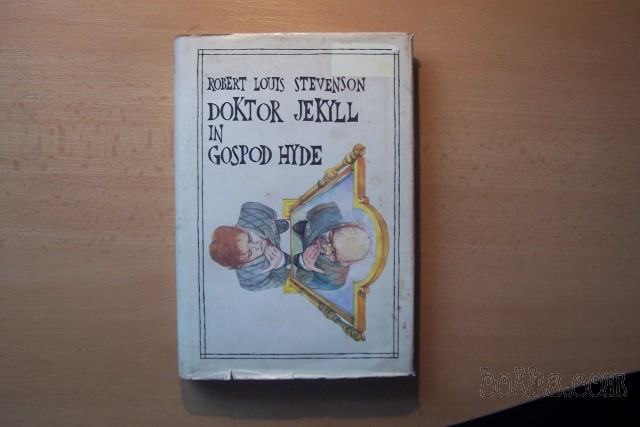 ROBERT LOUIS STEVENSON
DOKTOR JEKYLL
IN
GOSPOD HYDE
bolha.com